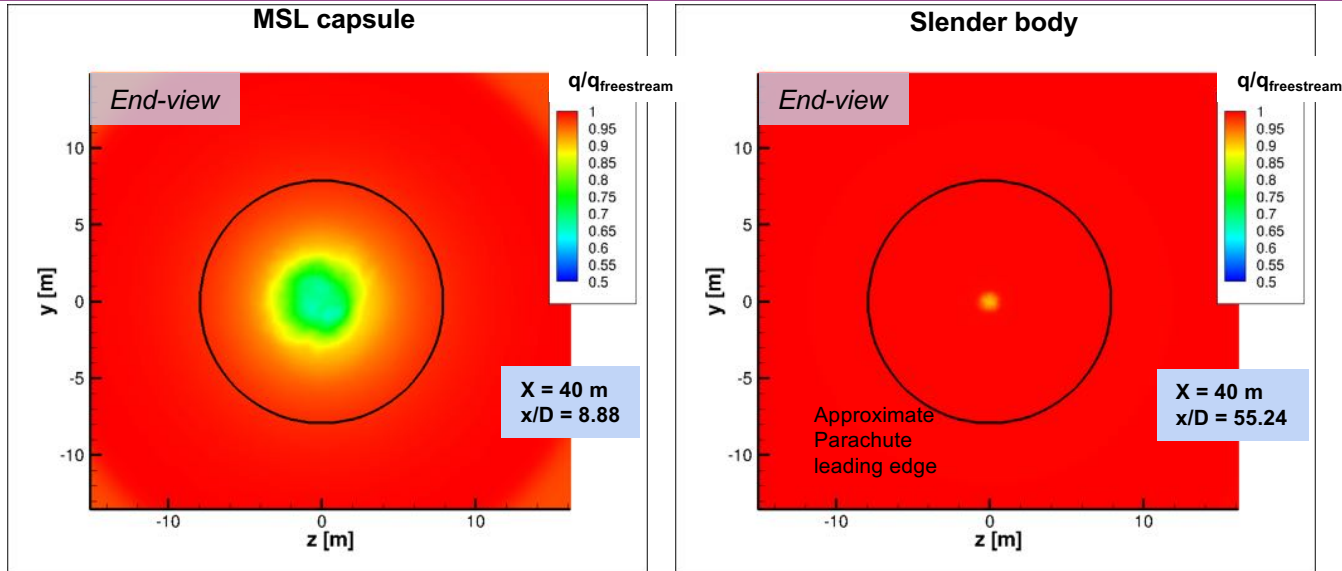 MSL capsule
End-view
q/qfreestream
1
0.95
0.9
0.85
0.8
0.75
0.7
0.65
0.6
0.55
0.5
10
5
0
-5
-10
y [m]
X = 40 m
x/D = 8.88
-10
0
10
z [m]
Slender body
End-view
q/qfreestream
1
0.95
0.9
0.85
0.8
0.75
0.7
0.65
0.6
0.55
0.5
10
5
0
-5
-10
y [m]
Approximate
Parachute
leading edge
X = 40 m
x/D = 55.24
-10
0
10
z [m]